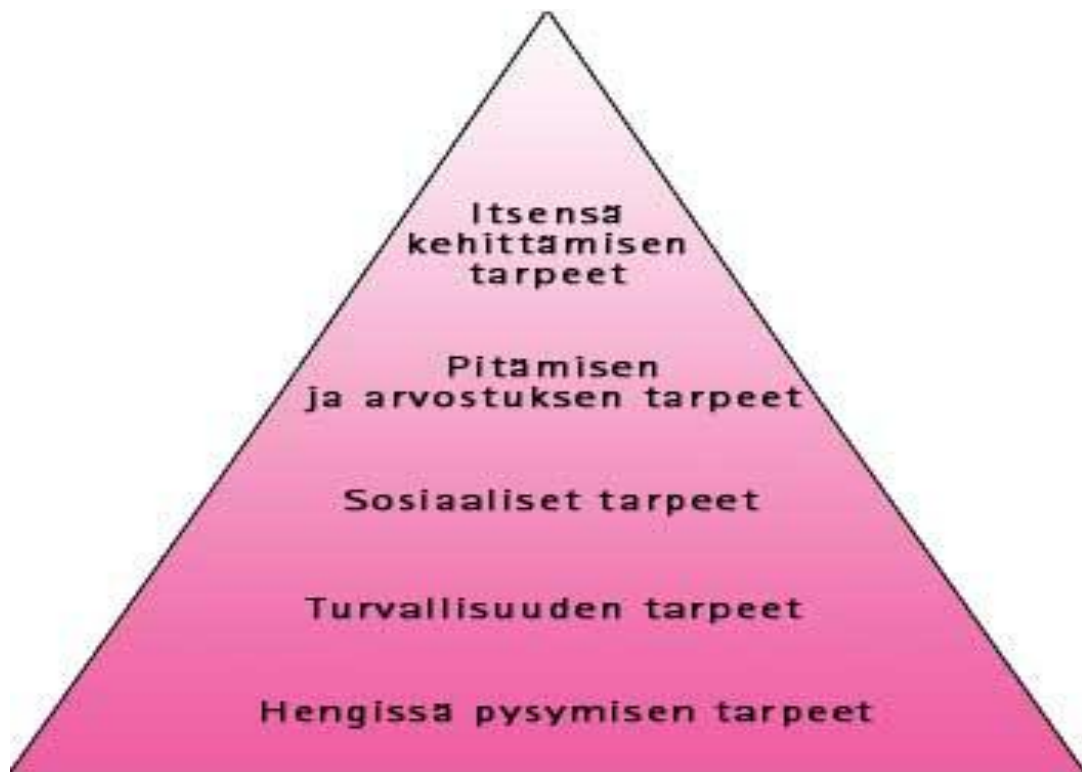 Itsensä
kehittämisen
tarpeet
Pitämisen
ja arvostuksen tarpeet
Sosiaaliset tarpeet
Turvallisuuden tarpeet
Hengissä pysymisen tarpeet